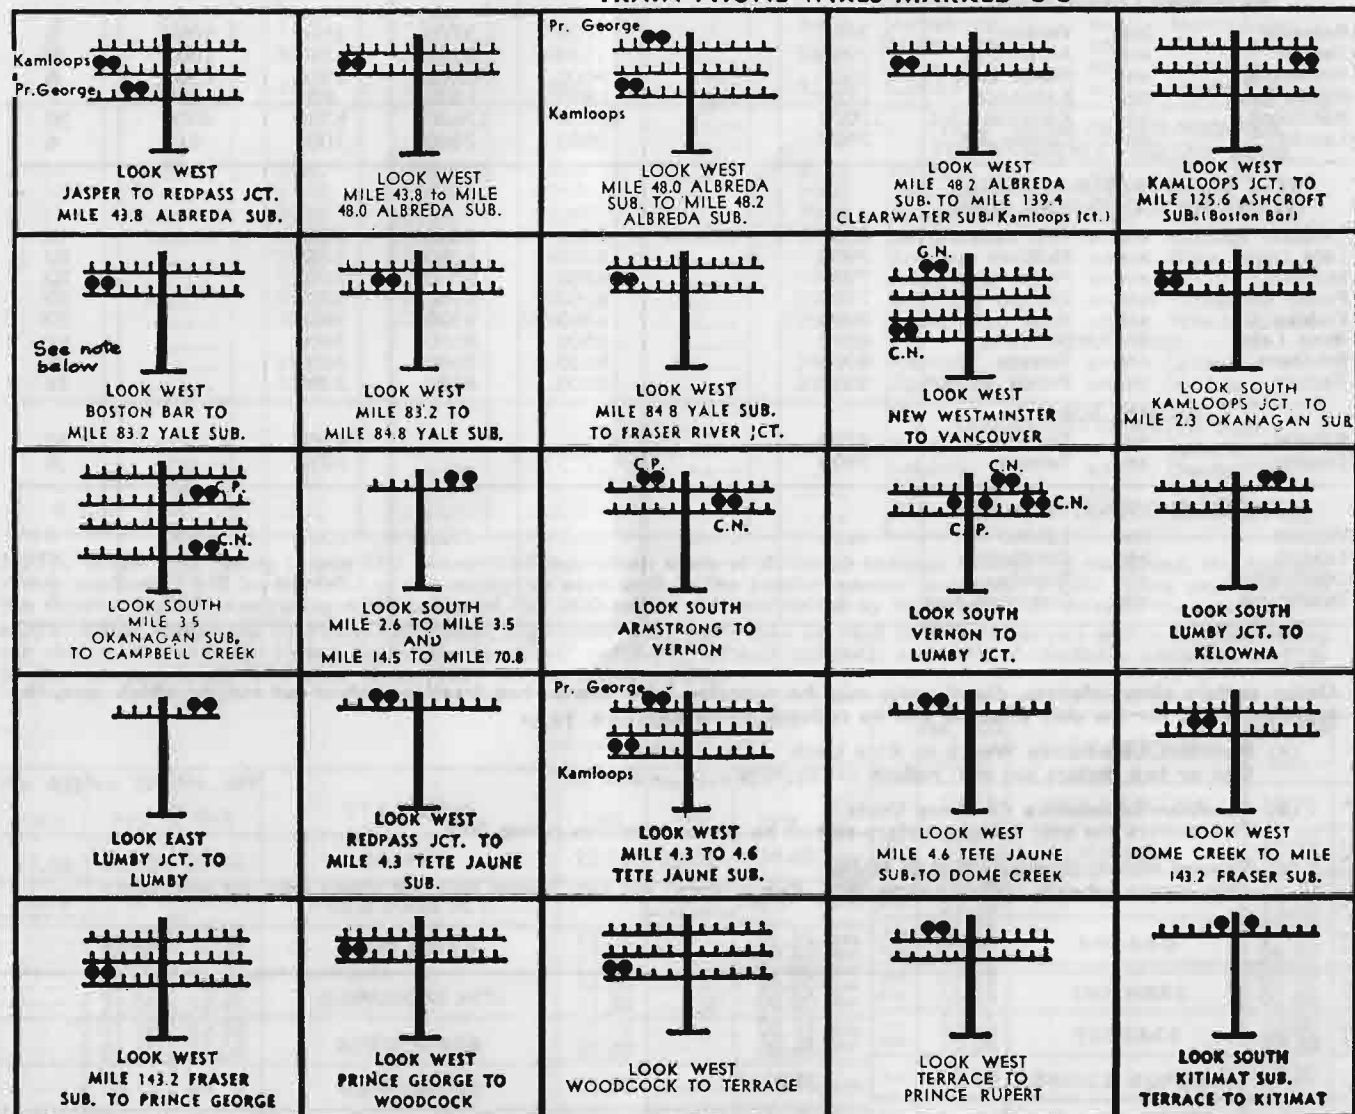 Kamloops
Pr.George
LOOK WEST
JASPER TO REDPASS JCT.
MILE 43.8 ALBREDA SUB.
LOOK WEST
MILE 43.8 to MILE
48.0 ALBREDA SUB.
Pr. George
Kamloops
LOOK WEST
MILE 48.0 ALBREDA
SUB. TO MILE 48.2
ALBREDA SUB.
LOOK WEST
MILE 48.2 ALBREDA
SUB. TO MILE 139.4
CLEARWATER SUB.(Kamloops Jct.)
LOOK WEST
KAMLOOPS JCT. TO
MILE 125.6 ASHCROFT
SUB.(Boston Bar)
See note
below
LOOK WEST
BOSTON BAR TO
MILE 83.2 YALE SUB.
LOOK WEST
MILE 83.2 TO
MILE 84.8 YALE SUB.
LOOK WEST
MILE 84.8 YALE SUB.
TO FRASER RIVER JCT.
G.N.
C.N.
LOOK WEST
NEW WESTMINSTER
TO VANCOUVER
LOOK SOUTH
KAMLOOPS JCT. TO
MILE 2.3 OKANAGAN SUB
C.P.
C.N.
LOOK SOUTH
MILE 3.5
OKANAGAN SUB.
TO CAMPBELL CREEK
LOOK SOUTH
MILE 2.6 TO MILE 3.5
AND
MILE 14.5 TO MILE 70.8
C.P.
C.N.
LOOK SOUTH
ARMSTRONG TO
VERNON
C.N.
C.N.
C.P.
LOOK SOUTH
VERNON TO
LUMBY JCT.
LOOK SOUTH
LUMBY JCT. TO
KELOWNA
LOOK EAST
LUMBY JCT. TO
LUMBY
LOOK WEST
REDPASS JCT. TO
MILE 4.3 TETE JAUNE
SUB.
Pr. George
Kamloops
LOOK WEST
MILE 4.3 TO 4.6
TETE JAUNE SUB.
LOOK WEST
MILE 4.6 TETE JAUNE
SUB.TO DOME CREEK
LOOK WEST
DOME CREEK TO MILE
143.2 FRASER SUB.
LOOK WEST
MILE 143.2 FRASER
SUB. TO PRINCE GEORGE
LOOK WEST
PRINCE GEORGE TO
WOODCOCK
LOOK WEST
WOODCOCK TO TERRACE
LOOK WEST
TERRACE TO
PRINCE RUPERT
LOOK SOUTH
KITIMAT SUB.
TERRACE TO KITIMAT